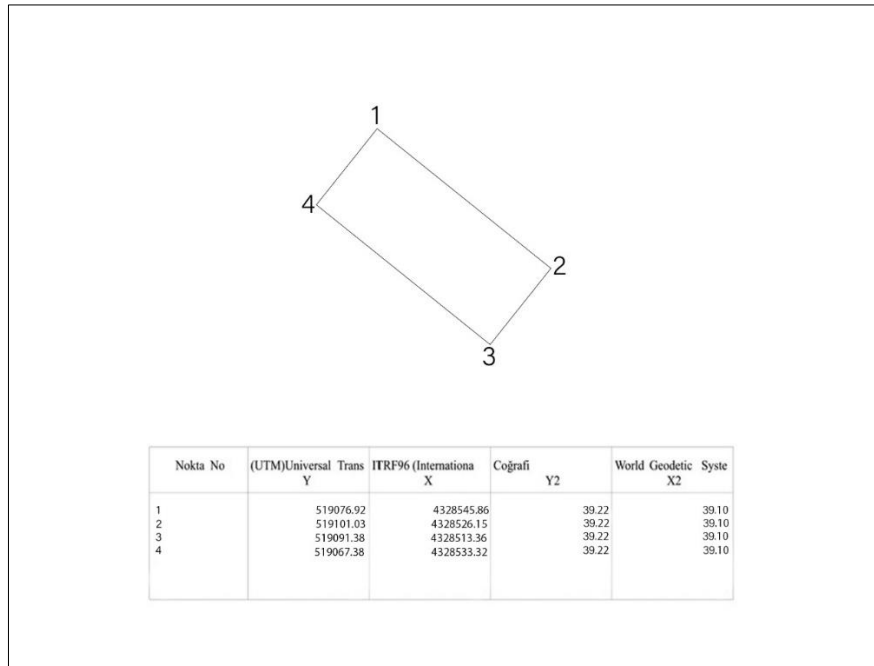 1
4
2
3
Nokta No (UTM)Universal Trans ITRF96 (Internationa Coğrafi World Geodetic Syste
Y X Y2 X2
1 519076.92 4328545.86 39.22 39.10
2 519101.03 4328526.15 39.22 39.10
3 519091.38 4328513.36 39.22 39.10
4 519067.38 4328533.32 39.22 39.10